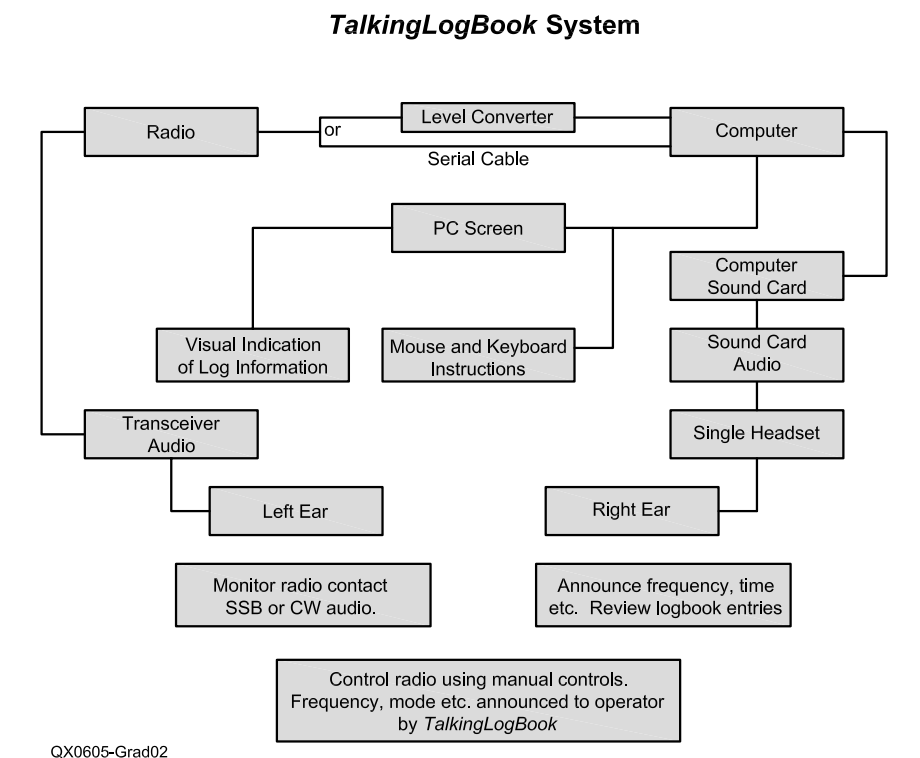 TalkingLogBook System
Radio
or
Level Converter
Serial Cable
Computer
PC Screen
Computer
Sound Card
Visual Indication
of Log Information
Mouse and Keyboard
Instructions
Sound Card
Audio
Transceiver
Audio
Single Headset
Left Ear
Right Ear
Monitor radio contact
SSB or CW audio.
Announce frequency, time
etc. Review logbook entries
Control radio using manual controls.
Frequency, mode etc. announced to operator
by TalkingLogBook
QX0605-Grad02